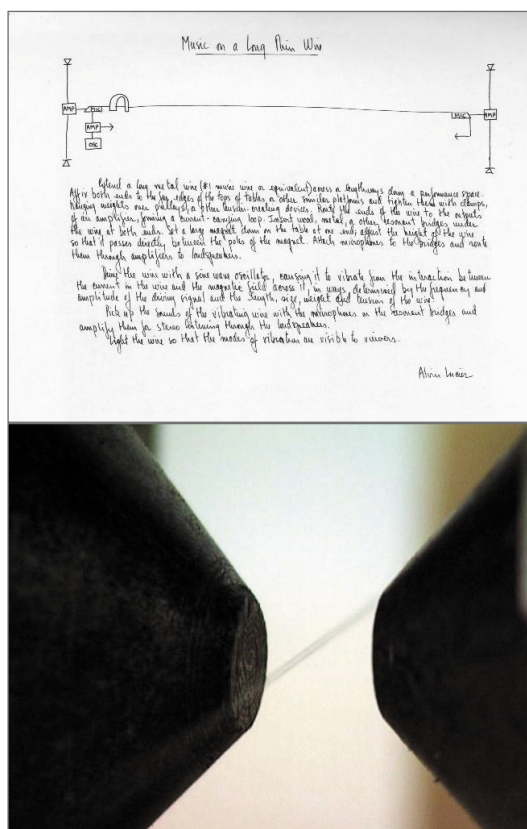 Music on a Long Thin Wire
AMP MIC MIC AMP
AMP
OSC
Extend a long metal wire (#1 music wire or equivalent) across or lengthways down a performance space.
Affix both ends to the far edges of the tops of tables or other similar platforms and tighten them with clamps,
hanging weights over pulleys, or other tension-creating devices. Route the ends of the wire to the outputs
of an amplifier, forming a current-carrying loop. Insert wood, metal, or other resonant bridges under
the wire at both ends. Set a large magnet down on the table at one end; adjust the height of the wire
so that it passes directly between the poles of the magnet. Attach microphones to the bridges and route
them through amplifiers to loudspeakers.
Drive the wire with a sine wave oscillator, causing it to vibrate from the interaction between
the current in the wire and the magnetic field across it, in ways determined by the frequency and
amplitude of the driving signal and the length, size, weight and tension of the wire.
Pick up the sounds of the vibrating wire with the microphones on the resonant bridges and
amplify them for stereo listening through the loudspeakers.
Light the wire so that the modes of vibration are visible to viewers.
Alvin Lucier